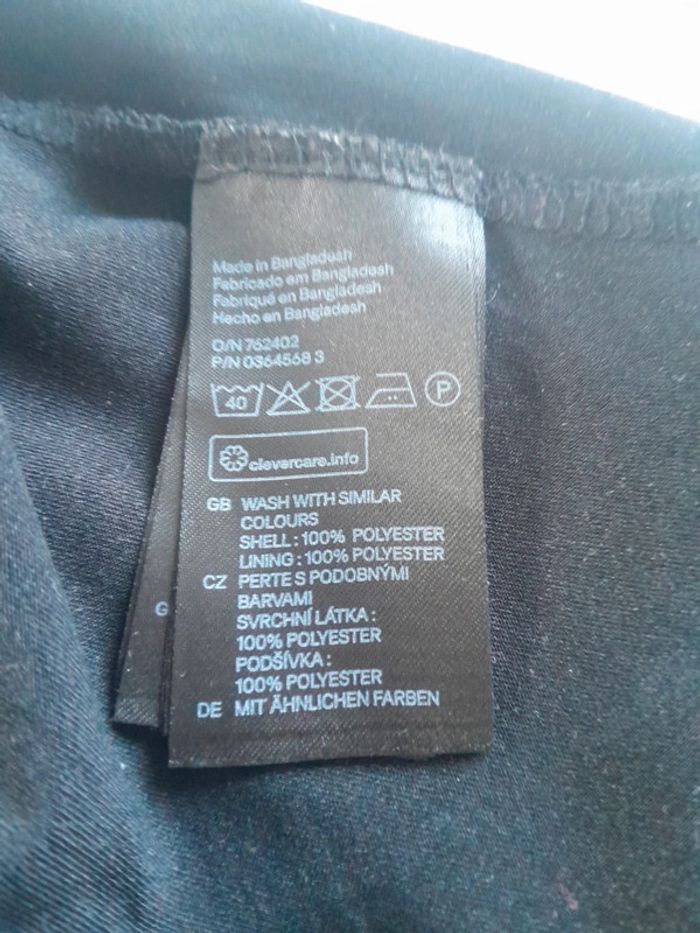 Made in Bangladesh
Fabricado em Bangladesh
Fabriqué en Bangladesh
Hecho en Bangladesh
O/N 762402
P/N 0364568 3
40 P
clevercare.info
GB WASH WITH SIMILAR
COLOURS
SHELL : 100% POLYESTER
LINING : 100% POLYESTER
CZ PERTE S PODOBNÝMI
BARVAMI
SVRCHNÍ LÁTKA :
100% POLYESTER
PODŠÍVKA :
100% POLYESTER
DE MIT ÄHNLICHEN FARBEN
G